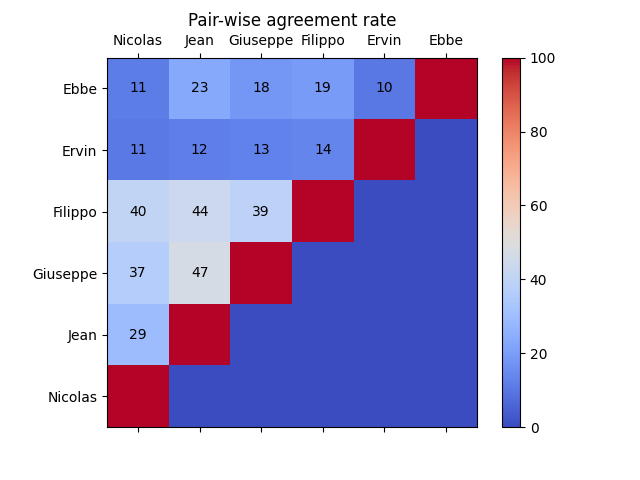 Pair-wise agreement rate
Nicolas Jean Giuseppe Filippo Ervin Ebbe
Ebbe 11 23 18 19 10 100
Ervin 11 12 13 14 80
Filippo 40 44 39 60
Giuseppe 37 47 40
Jean 29 20
Nicolas 0